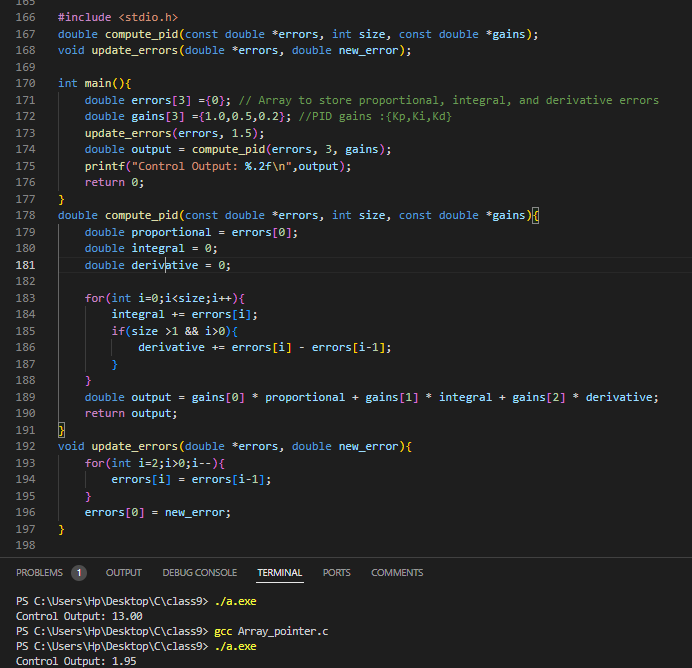 165
166 #include <stdio.h>
167 double compute_pid(const double *errors, int size, const double *gains);
168 void update_errors(double *errors, double new_error);
169
170 int main(){
171     double errors[3] ={0}; // Array to store proportional, integral, and derivative errors
172     double gains[3] ={1.0,0.5,0.2}; //PID gains :{Kp,Ki,Kd}
173     update_errors(errors, 1.5);
174     double output = compute_pid(errors, 3, gains);
175     printf("Control Output: %.2f\n",output);
176     return 0;
177 }
178 double compute_pid(const double *errors, int size, const double *gains){
179     double proportional = errors[0];
180     double integral = 0;
181     double derivative = 0;
182
183     for(int i=0;i<size;i++){
184         integral += errors[i];
185         if(size >1 && i>0){
186             derivative += errors[i] - errors[i-1];
187         }
188     }
189     double output = gains[0] * proportional + gains[1] * integral + gains[2] * derivative;
190     return output;
191 }
192 void update_errors(double *errors, double new_error){
193     for(int i=2;i>0;i--){
194         errors[i] = errors[i-1];
195     }
196     errors[0] = new_error;
197 }
198
PROBLEMS 1 OUTPUT DEBUG CONSOLE TERMINAL PORTS COMMENTS
PS C:\Users\Hp\Desktop\C\class9> ./a.exe
Control Output: 13.00
PS C:\Users\Hp\Desktop\C\class9> gcc Array_pointer.c
PS C:\Users\Hp\Desktop\C\class9> ./a.exe
Control Output: 1.95